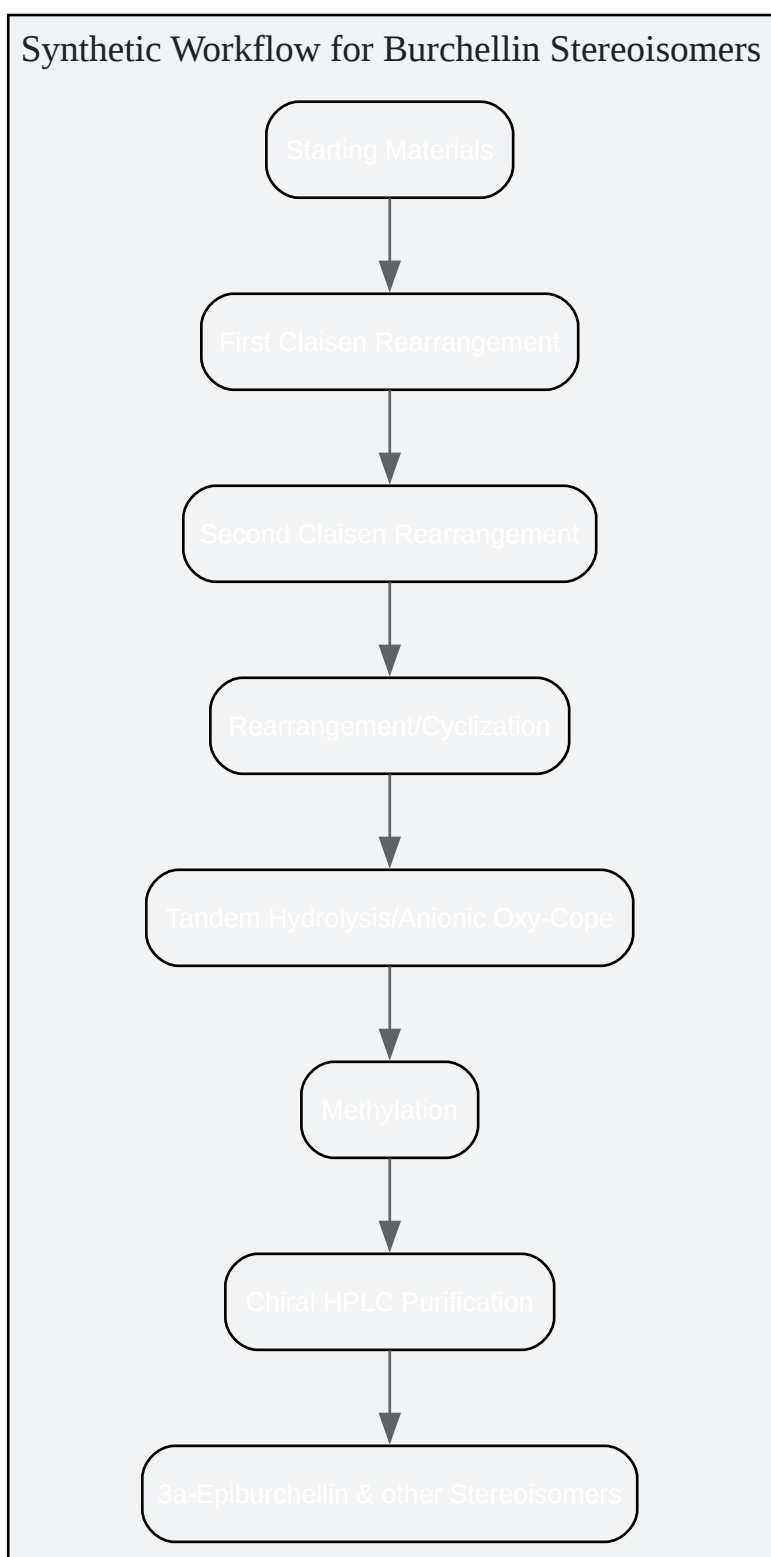 Synthetic Workflow for Burchellin Stereoisomers
Starting Materials
First Claisen Rearrangement
Second Claisen Rearrangement
Rearrangement/Cyclization
Tandem Hydrolysis/Anionic Oxy-Cope
Methylation
Chiral HPLC Purification
3a-Epiburchellin & other Stereoisomers